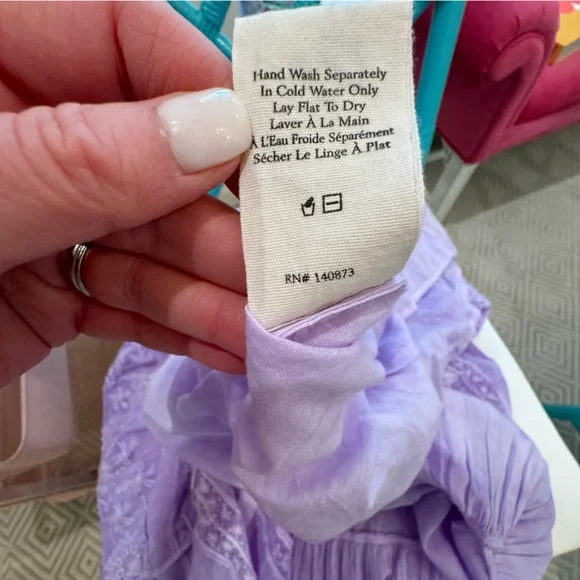 Hand Wash Separately
In Cold Water Only
Lay Flat To Dry
Laver À La Main
À L'Eau Froide Séparément
Sécher Le Linge À Plat
RN# 140873